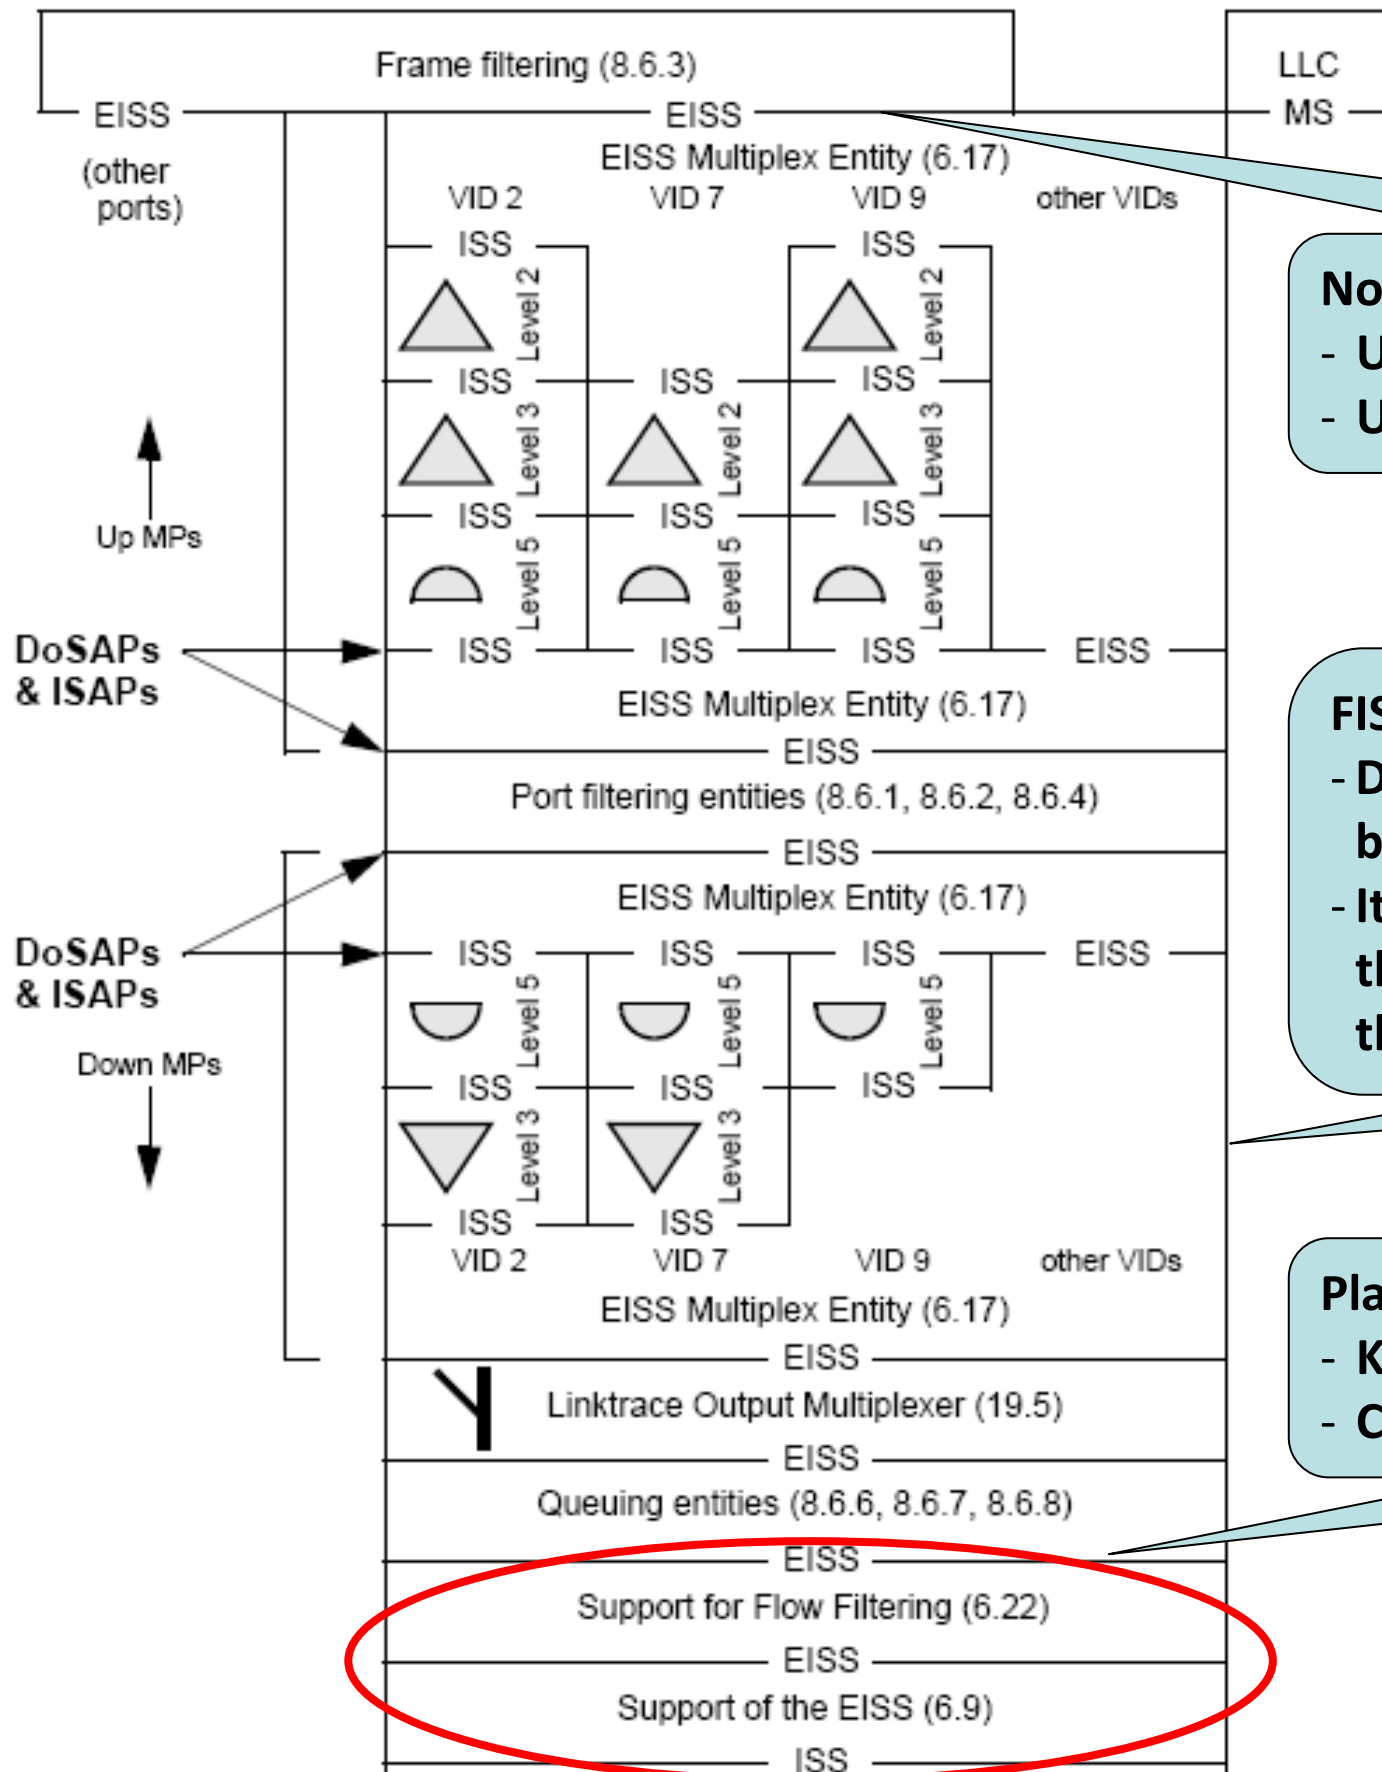 Frame filtering (8.6.3)
LLC
EISS
EISS
MS
(other
ports)
EISS Multiplex Entity (6.17)
VID 2
VID 7
VID 9
other VIDs
ISS
ISS
Level 2
Level 2
No
- U
- U
ISS
ISS
ISS
Level 3
Level 2
Level 3
Up MPs
ISS
ISS
ISS
Level 5
Level 5
Level 5
DoSAPs
& ISAPs
ISS
ISS
ISS
EISS
EISS Multiplex Entity (6.17)
EISS
Port filtering entities (8.6.1, 8.6.2, 8.6.4)
EISS
EISS Multiplex Entity (6.17)
FIS
- D
b
- It
th
th
DoSAPs
& ISAPs
ISS
ISS
ISS
EISS
Level 5
Level 5
Level 5
Down MPs
ISS
ISS
ISS
Level 3
Level 3
ISS
ISS
VID 2
VID 7
VID 9
other VIDs
EISS Multiplex Entity (6.17)
Pla
- K
- C
EISS
Linktrace Output Multiplexer (19.5)
EISS
Queuing entities (8.6.6, 8.6.7, 8.6.8)
EISS
Support for Flow Filtering (6.22)
EISS
Support of the EISS (6.9)
ISS